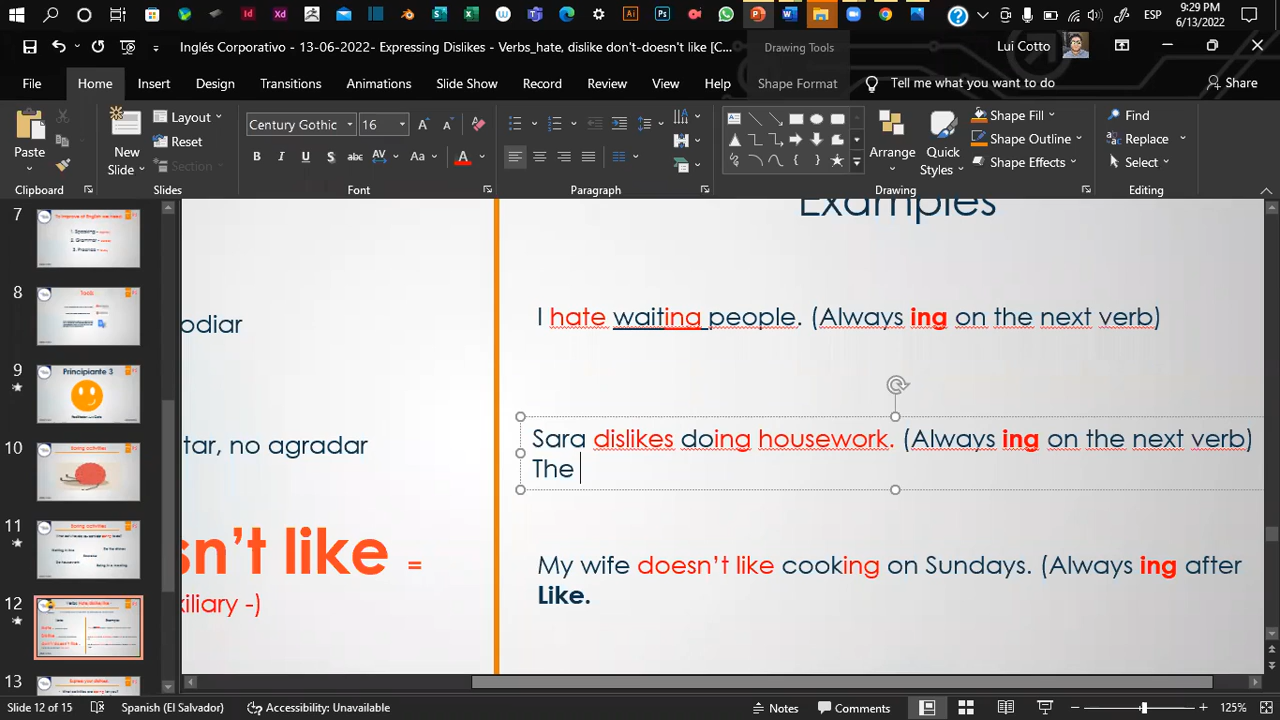 9:29 PM
ESP
6/13/2022
Inglés Corporativo - 13-06-2022- Expressing Dislikes - Verbs_hate, dislike don't-doesn't like [C...
Drawing Tools
Lui Cotto
File
Home
Insert
Design
Transitions
Animations
Slide Show
Record
Review
View
Help
Shape Format
Tell me what you want to do
Share
Paste
Clipboard
New Slide
Layout
Reset
Section
Slides
Century Gothic
16
Font
Paragraph
Arrange
Quick Styles
Shape Fill
Shape Outline
Shape Effects
Drawing
Find
Replace
Select
Editing
7
8
9
Principiante 3
10
11
12
13
odiar
tar, no agradar
sn’t like =
xiliary -)
Examples
I hate waiting people. (Always ing on the next verb)
Sara dislikes doing housework. (Always ing on the next verb)
The
My wife doesn’t like cooking on Sundays. (Always ing after
Like.
Slide 12 of 15
Spanish (El Salvador)
Accessibility: Unavailable
Notes
Comments
125%